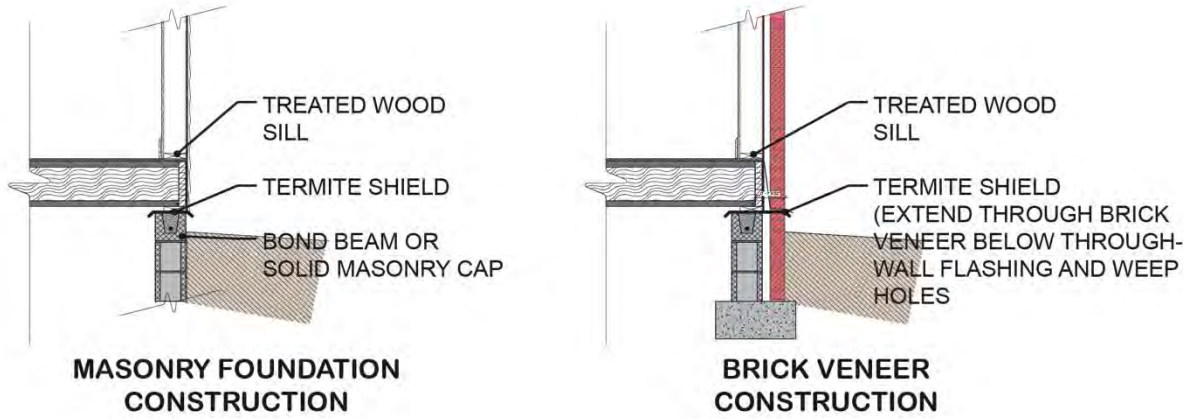 TREATED WOOD
SILL
TERMITE SHIELD
BOND BEAM OR
SOLID MASONRY CAP
MASONRY FOUNDATION
CONSTRUCTION
TREATED WOOD
SILL
TERMITE SHIELD
(EXTEND THROUGH BRICK
VENEER BELOW THROUGH-
WALL FLASHING AND WEEP
HOLES
BRICK VENEER
CONSTRUCTION